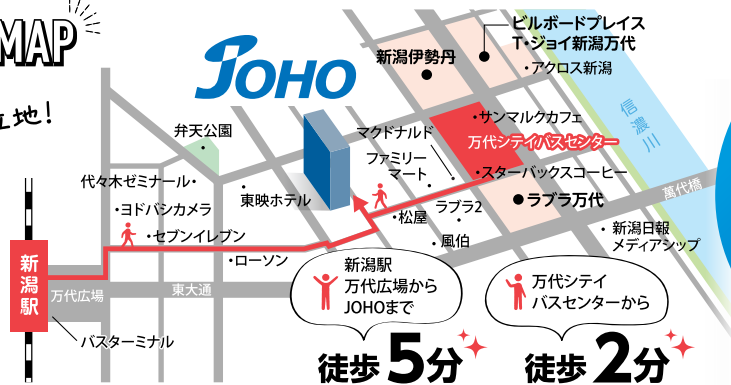 MAP
立地！
JOHO
ビルボードプレイス
T・ジョイ新潟万代
新潟伊勢丹
・アクロス新潟
信濃川
・サンマルクカフェ
マクドナルド
万代シテイバスセンター
弁天公園
ファミリー
マート
・スターバックスコーヒー
代々木ゼミナール・
東映ホテル
ラブラ万代
萬代橋
・ヨドバシカメラ
ラブラ2
・松屋
・セブンイレブン
・風伯
・新潟日報
メディアシップ
・ローソン
新潟駅
万代広場
東大通
バスターミナル
新潟駅
万代広場から
JOHOまで
徒歩5分
万代シテイ
バスセンターから
徒歩2分